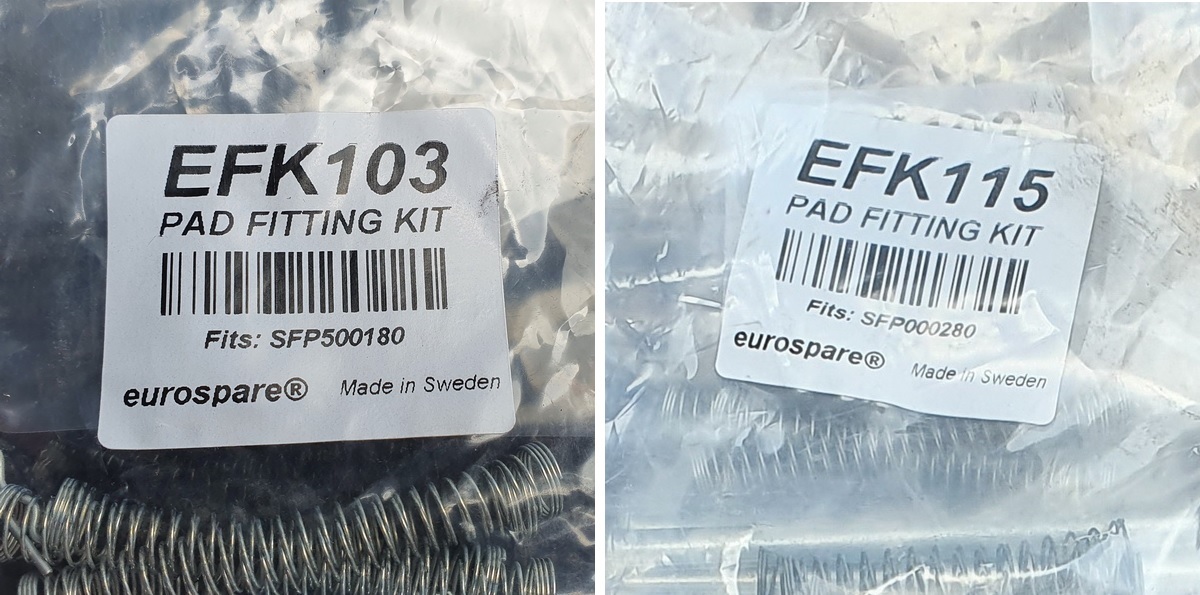 EFK103
PAD FITTING KIT
Fits: SFP500180
eurospare® Made in Sweden
EFK115
PAD FITTING KIT
Fits: SFP000280
eurospare® Made in Sweden